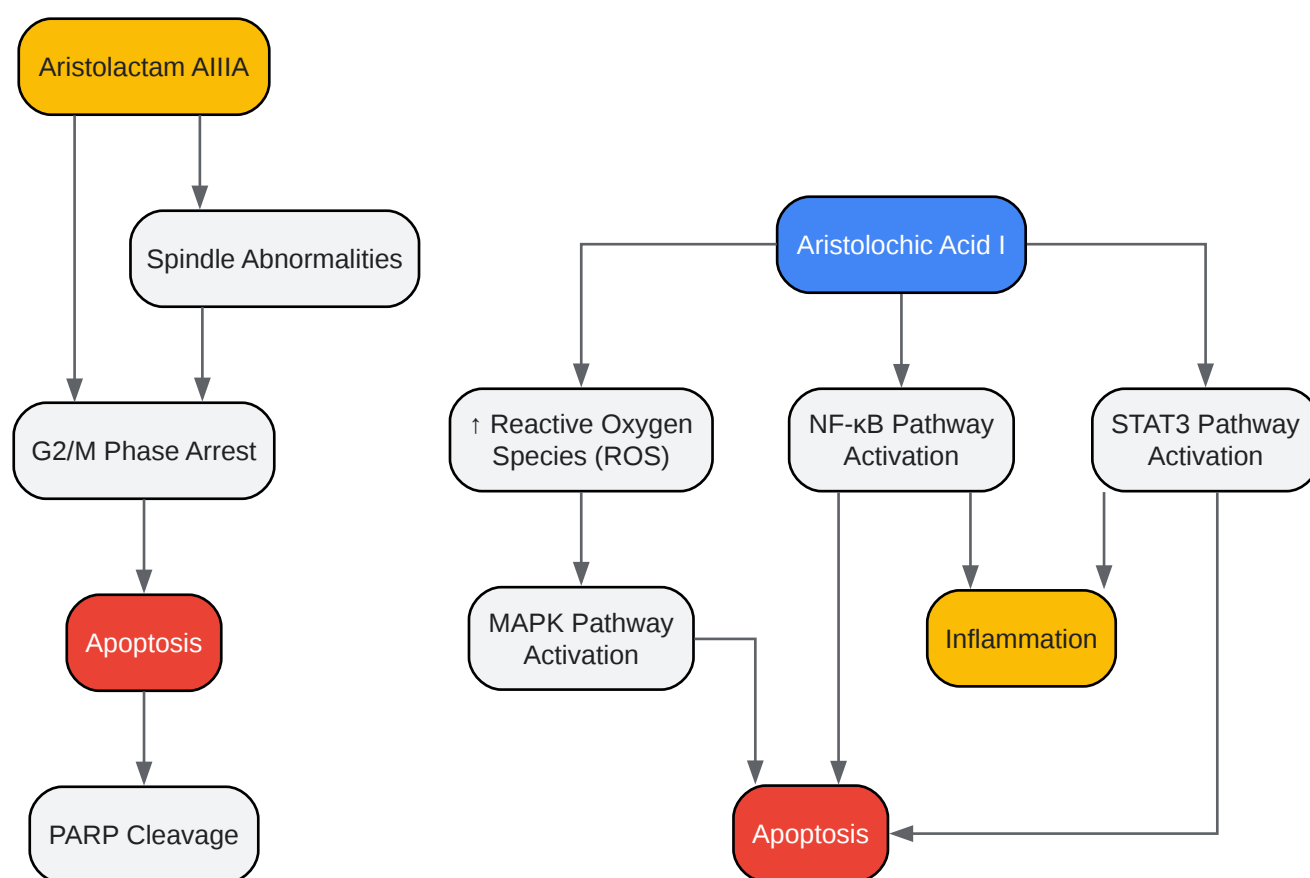 Aristolactam AIIIA
Spindle Abnormalities
G2/M Phase Arrest
Apoptosis
PARP Cleavage
Aristolochic Acid I
↑ Reactive Oxygen
Species (ROS)
NF-κB Pathway
Activation
STAT3 Pathway
Activation
MAPK Pathway
Activation
Inflammation
Apoptosis